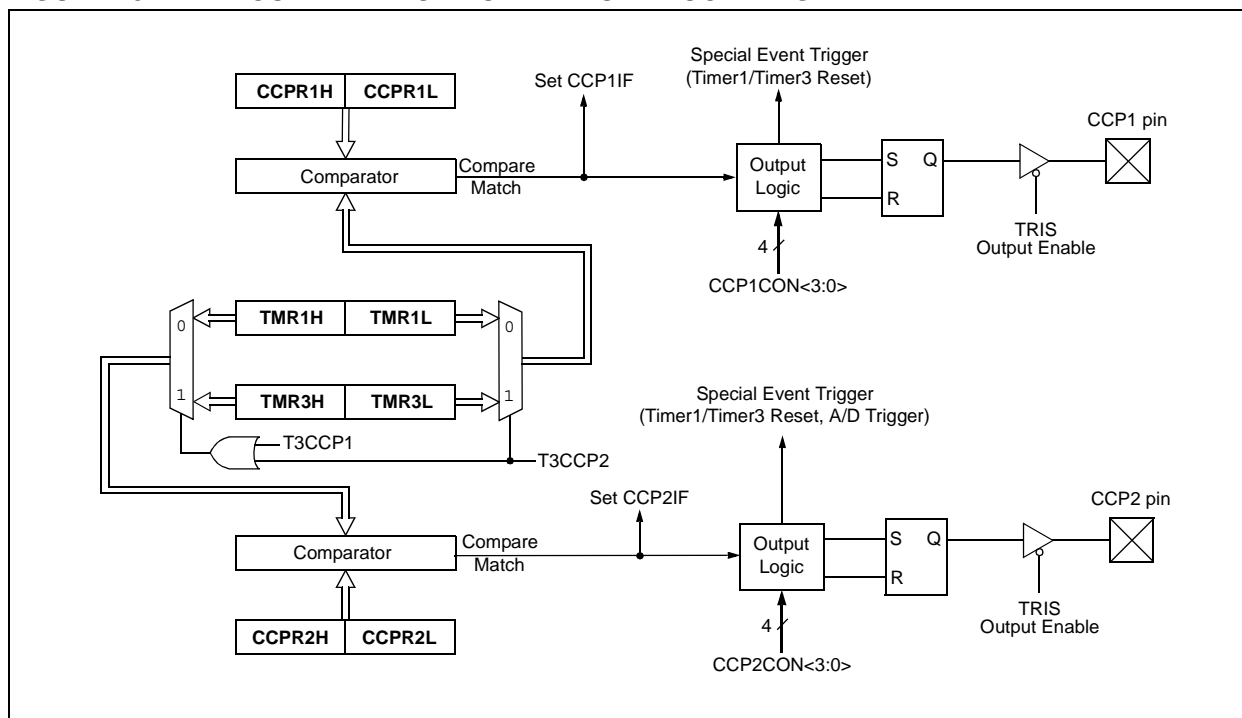 Special Event Trigger
(Timer1/Timer3 Reset)
Set CCP1IF
CCPR1H CCPR1L
CCP1 pin
Comparator
Compare
Match
Output
Logic
S Q
R
TRIS
Output Enable
4
CCP1CON<3:0>
0 TMR1H TMR1L 0
1 TMR3H TMR3L 1
T3CCP1
T3CCP2
Special Event Trigger
(Timer1/Timer3 Reset, A/D Trigger)
Set CCP2IF
CCP2 pin
Comparator
Compare
Match
Output
Logic
S Q
R
TRIS
Output Enable
4
CCPR2H CCPR2L
CCP2CON<3:0>